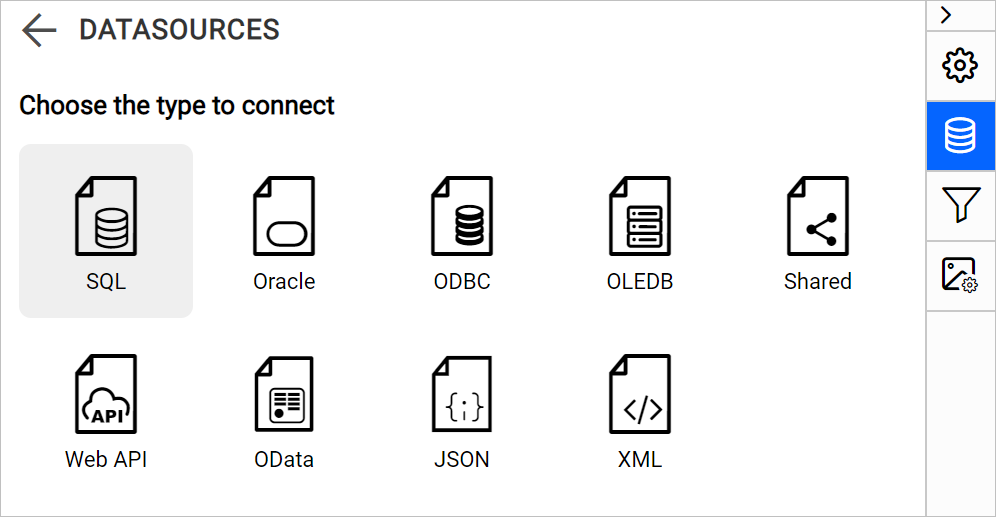 DATASOURCES
Choose the type to connect
SQL Oracle ODBC OLEDB Shared
API
{;}
</>
Web API OData JSON XML